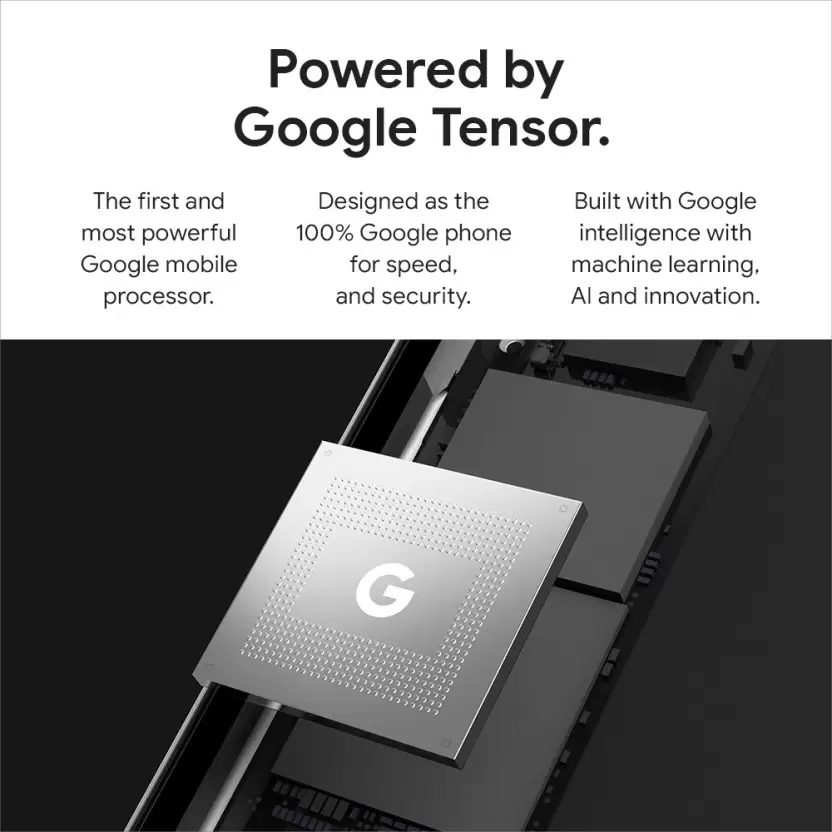 Powered by
Google Tensor.
The first and
most powerful
Google mobile
processor.
Designed as the
100% Google phone
for speed,
and security.
Built with Google
intelligence with
machine learning,
AI and innovation.
G